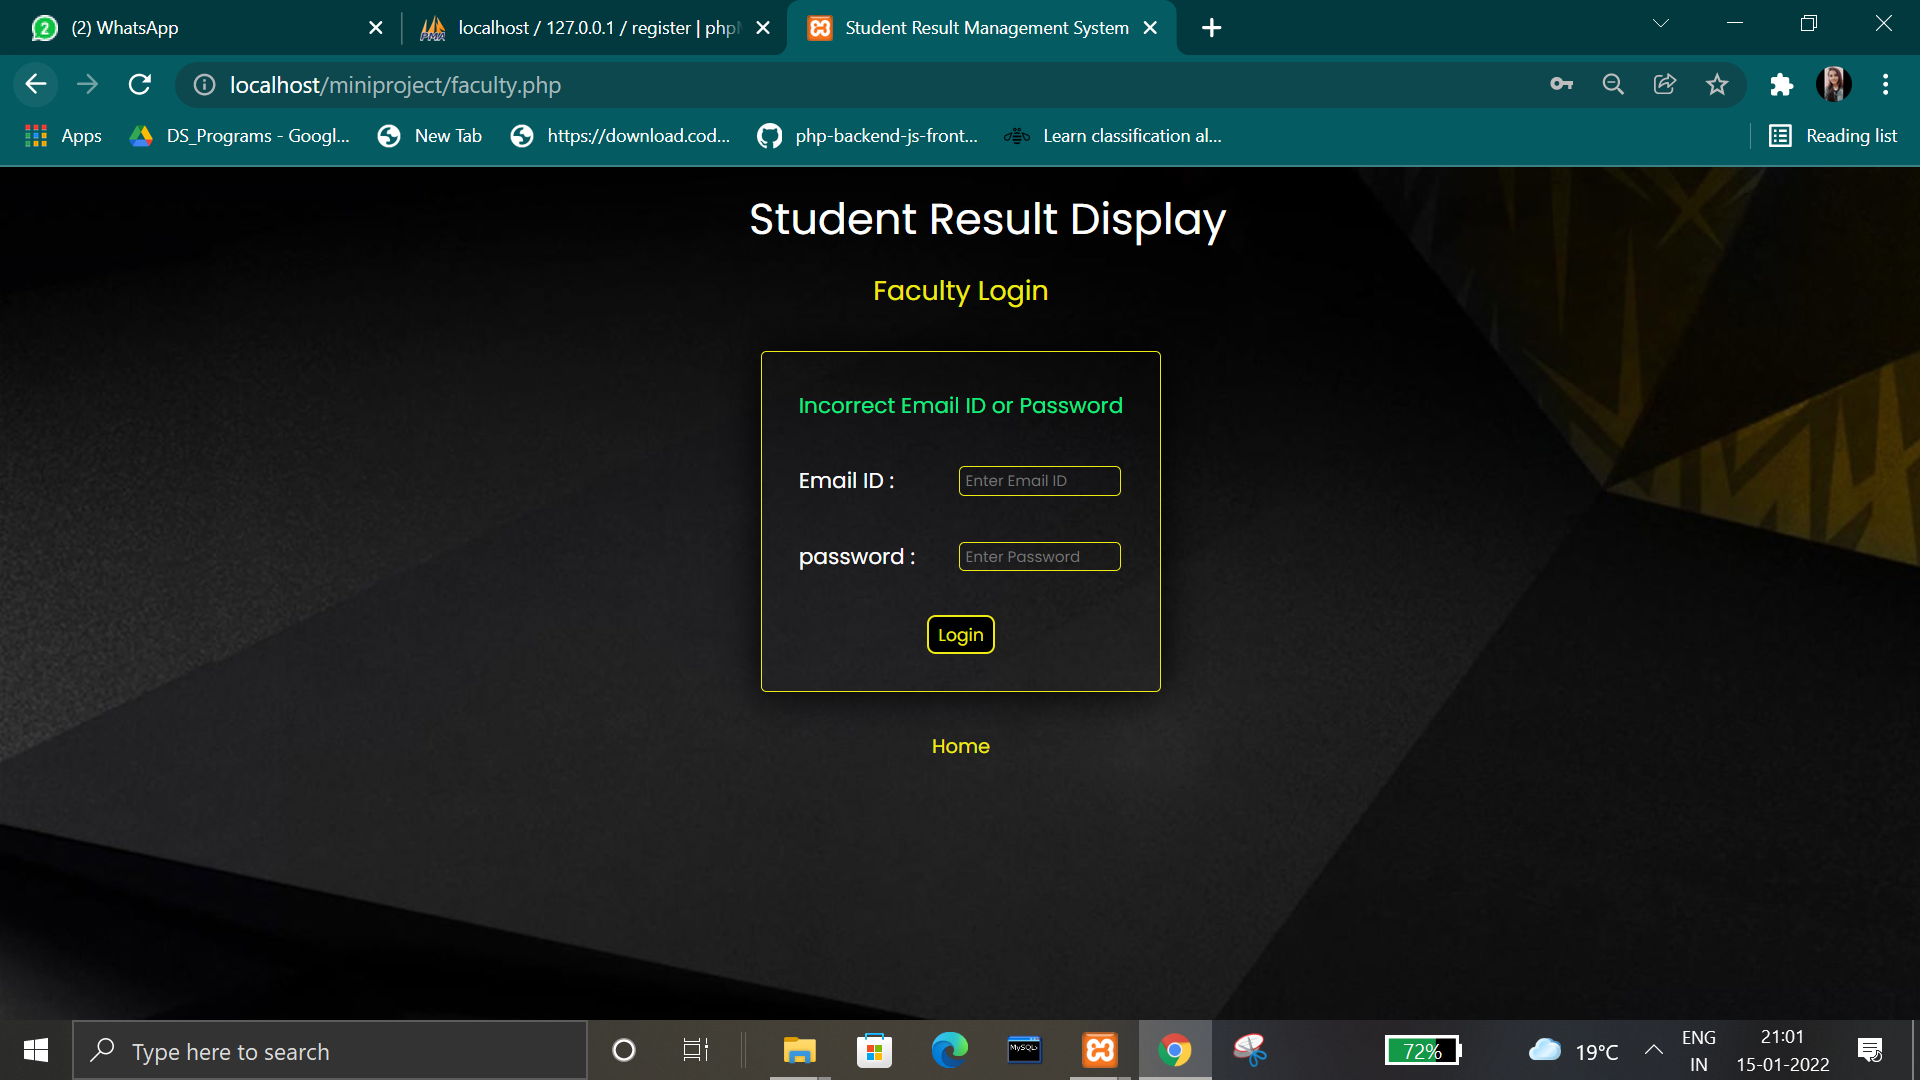 2 (2) WhatsApp
PMA localhost / 127.0.0.1 / register | php
Student Result Management System
localhost/miniproject/faculty.php
Apps
DS_Programs - Googl...
New Tab
https://download.cod...
php-backend-js-front...
Learn classification al...
Reading list
Student Result Display
Faculty Login
Incorrect Email ID or Password
Email ID :
Enter Email ID
password :
Enter Password
Login
Home
Type here to search
MySQL
72%
19°C
ENG
IN
21:01
15-01-2022